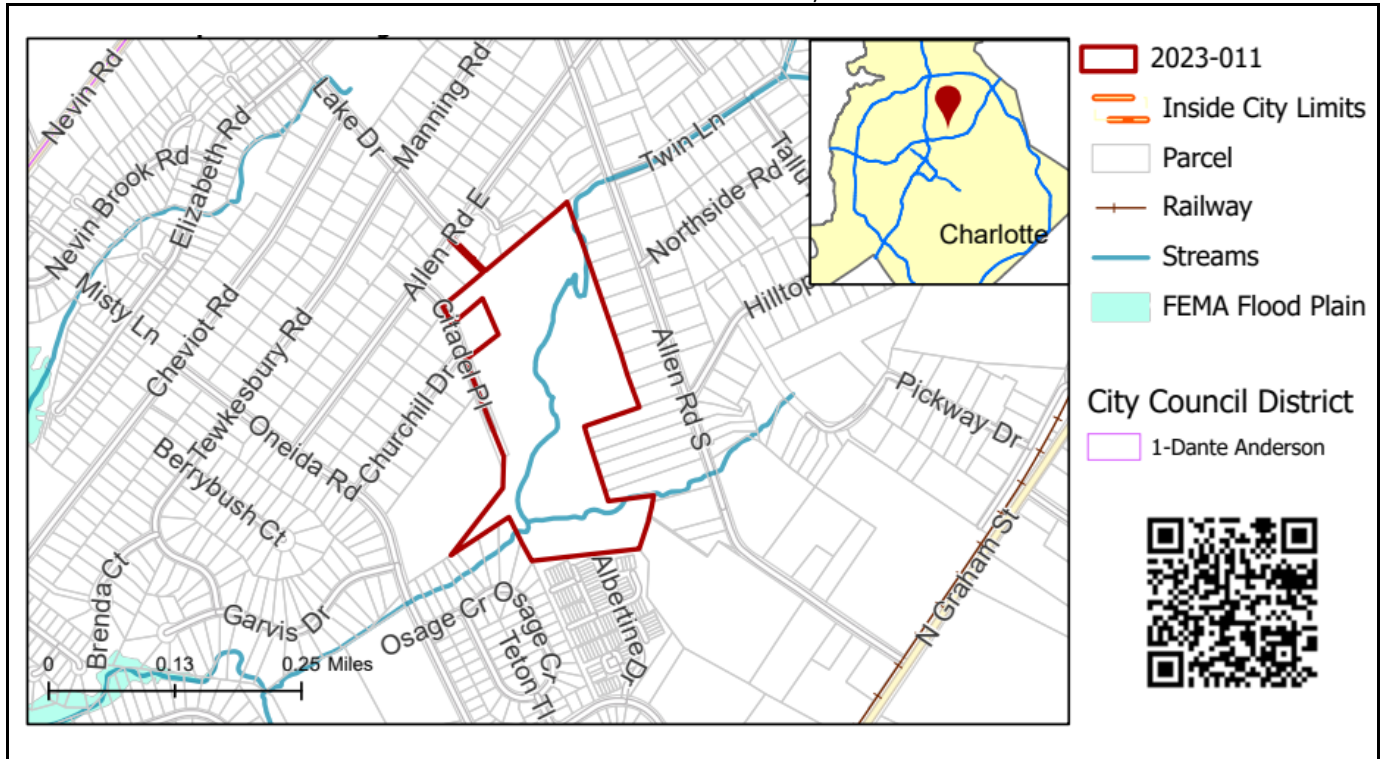 Nevin Rd
Lake Dr
Manning Rd
Elizabeth Rd
Nevin Brook Rd
Misty Ln
Cheviot Rd
Allen Rd E
Citadel Pl
Tewkesbury Rd
Oneida Rd
Churchill Dr
Berrybush Ct
Brenda Ct
Garvis Dr
Osage Cr
Osage Cr
Teton Tl
Albertine Dr
Twin Ln
Northside Rd
Allen Rd S
Pickway Dr
N Graham St
0 0.13 0.25 Miles
Charlotte
2023-011
Inside City Limits
Parcel
Railway
Streams
FEMA Flood Plain
City Council District
1-Dante Anderson